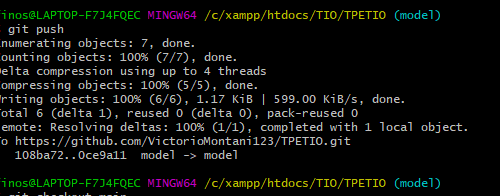 inos@LAPTOP-F7J4FQEC MINGW64 /c/xampp/htdocs/TIO/TPETIO (model)
git push
numerating objects: 7, done.
ounting objects: 100% (7/7), done.
elta compression using up to 4 threads
ompressing objects: 100% (5/5), done.
riting objects: 100% (6/6), 1.17 KiB | 599.00 KiB/s, done.
otal 6 (delta 1), reused 0 (delta 0), pack-reused 0
emote: Resolving deltas: 100% (1/1), completed with 1 local object.
o https://github.com/VictorioMontani123/TPETIO.git
108ba72..0ce9a11  model -> model
inos@LAPTOP-F7J4FQEC MINGW64 /c/xampp/htdocs/TIO/TPETIO (model)